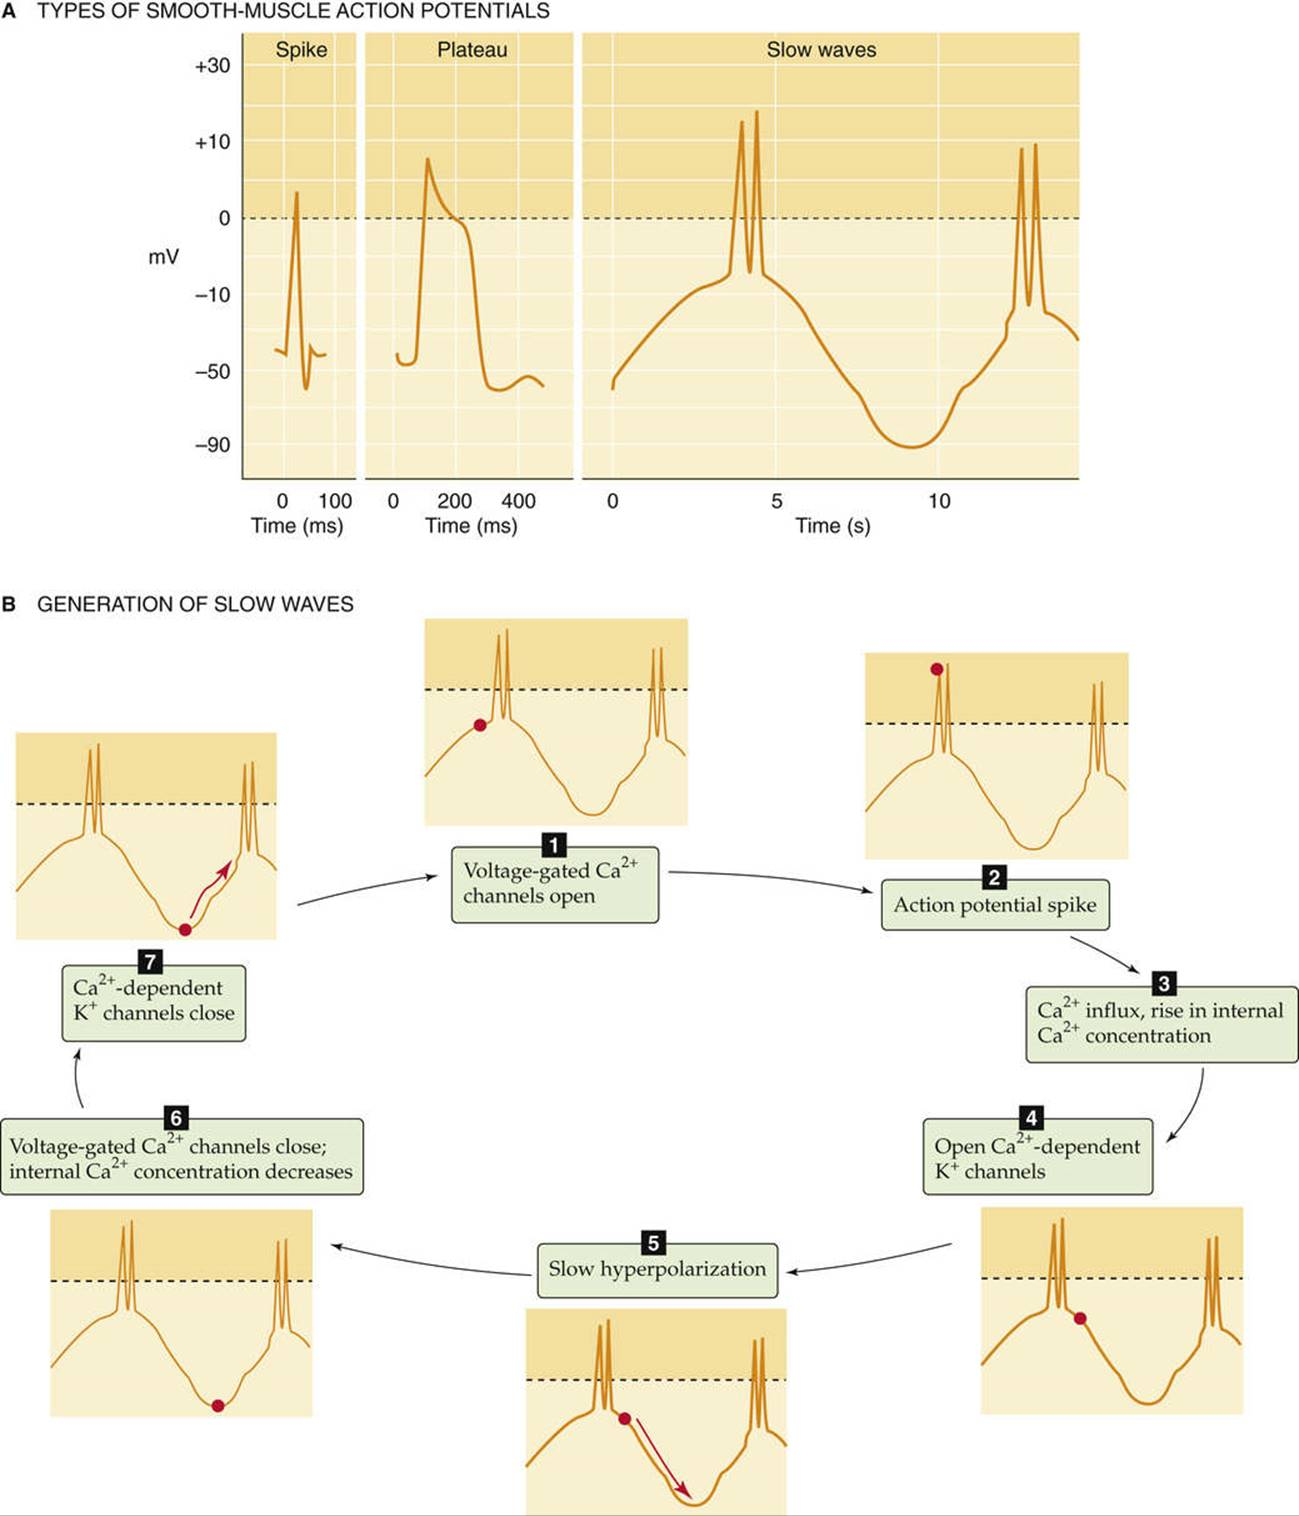 A TYPES OF SMOOTH-MUSCLE ACTION POTENTIALS
Spike
Plateau
Slow waves
+30
+10
0
mV
–10
–50
–90
0 100
0 200 400
0 5 10
Time (ms)
Time (ms)
Time (s)
B GENERATION OF SLOW WAVES
1
Voltage-gated Ca2+
channels open
2
Action potential spike
3
Ca2+ influx, rise in internal
Ca2+ concentration
4
Open Ca2+-dependent
K+ channels
5
Slow hyperpolarization
6
Voltage-gated Ca2+ channels close;
internal Ca2+ concentration decreases
7
Ca2+-dependent
K+ channels close